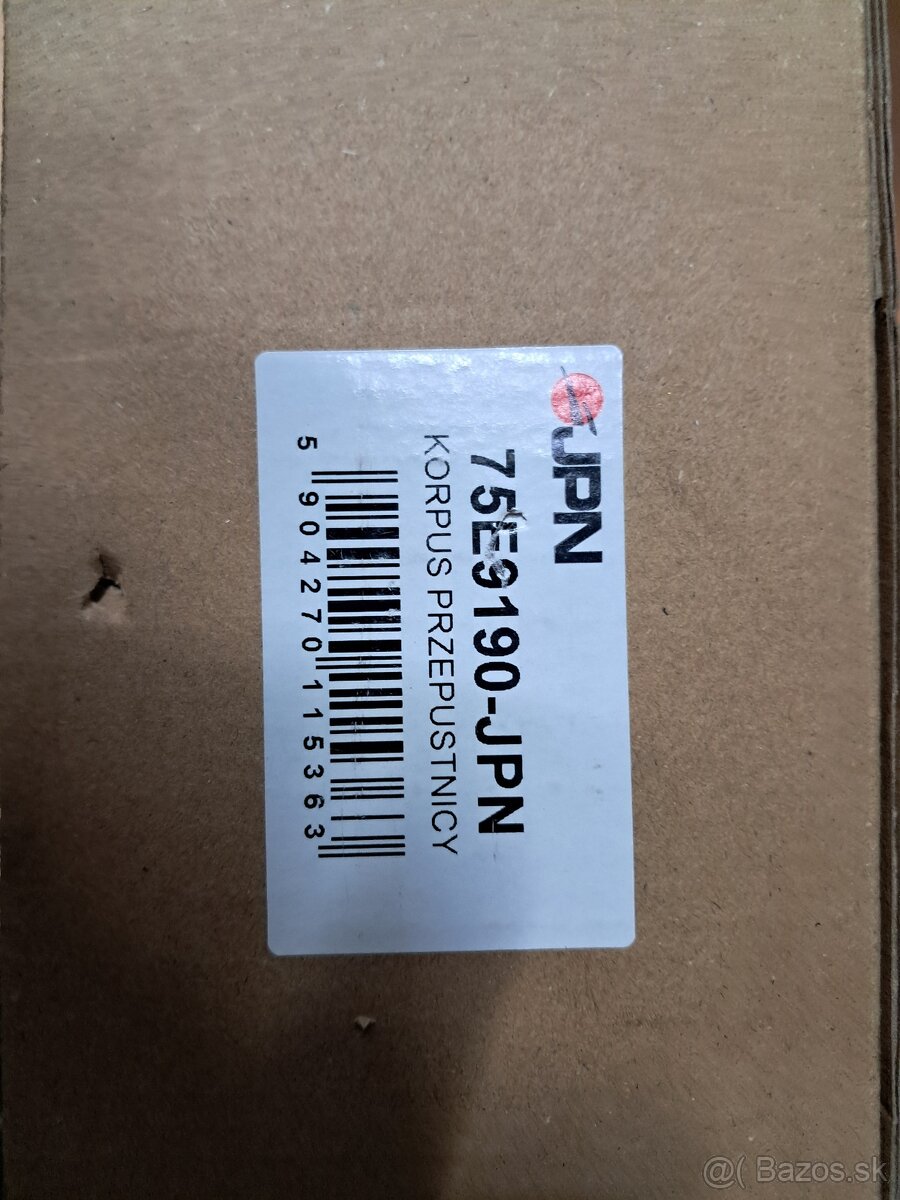 JPN
75E9190-JPN
KORPUS PRZEPUSTNICY
5 904270 115363
@( Bazos.sk